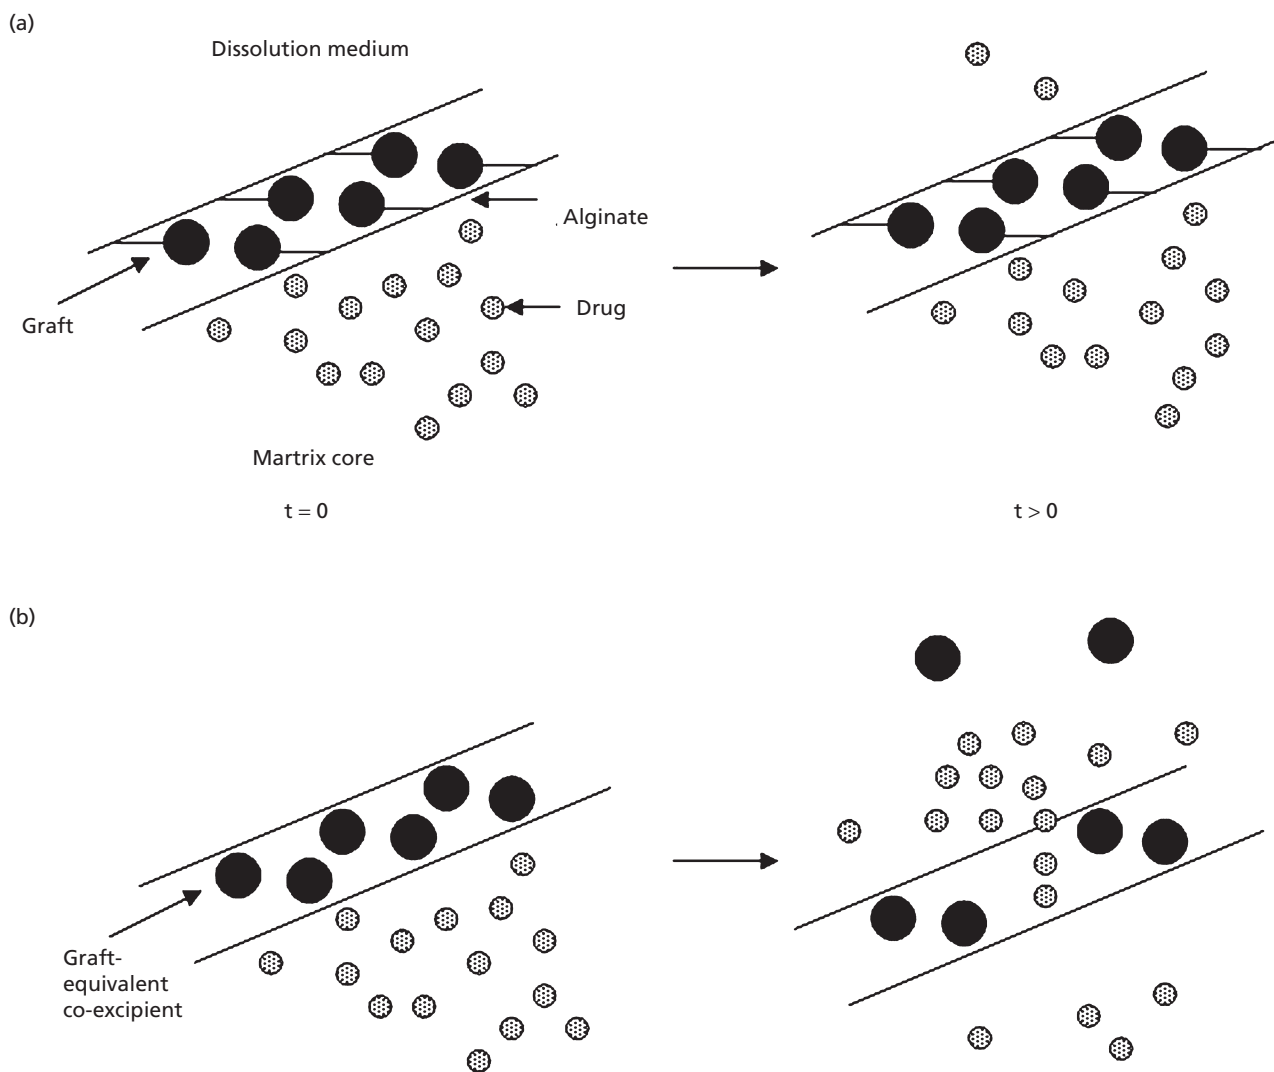 (a)
Dissolution medium
Alginate
Graft
Drug
Martrix core
t = 0
t > 0
(b)
Graft-
equivalent
co-excipient